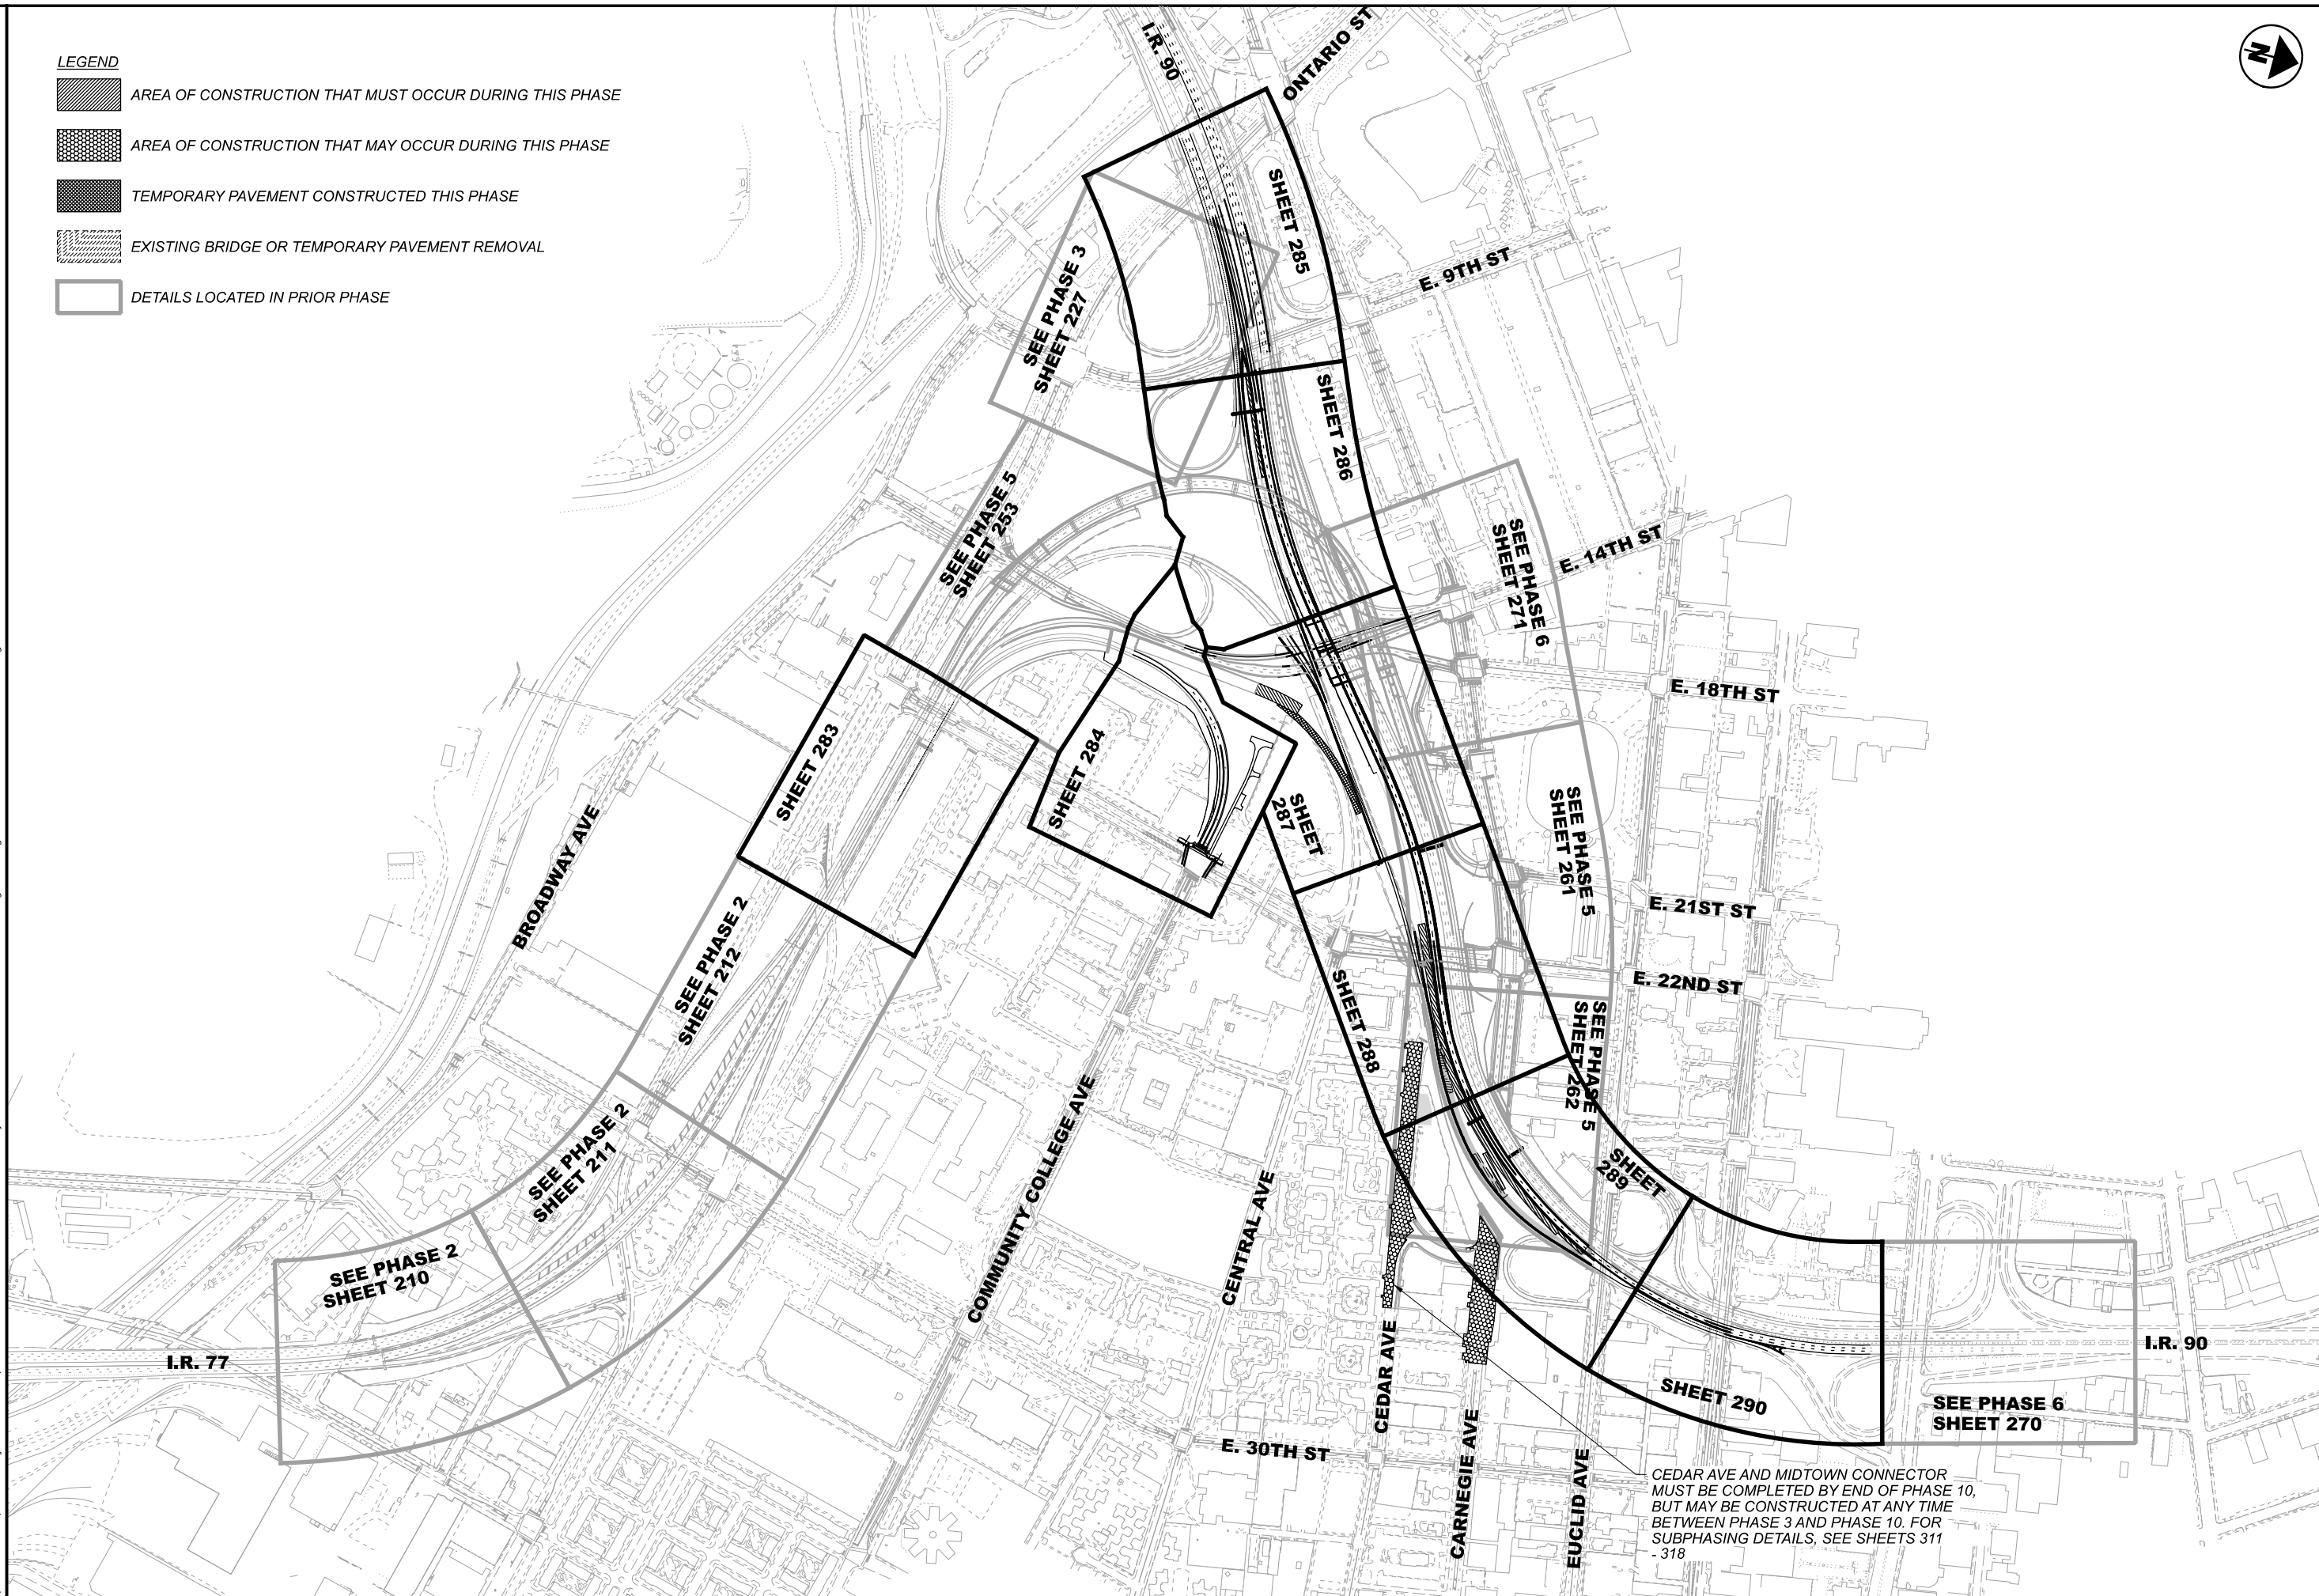 LEGEND
AREA OF CONSTRUCTION THAT MUST OCCUR DURING THIS PHASE
AREA OF CONSTRUCTION THAT MAY OCCUR DURING THIS PHASE
TEMPORARY PAVEMENT CONSTRUCTED THIS PHASE
EXISTING BRIDGE OR TEMPORARY PAVEMENT REMOVAL
DETAILS LOCATED IN PRIOR PHASE
N
I.R. 90
ONTARIO ST
SHEET 285
E. 9TH ST
SEE PHASE 3
SHEET 227
SHEET 286
SEE PHASE 5
SHEET 253
SEE PHASE 6
SHEET 271
E. 14TH ST
E. 18TH ST
SHEET 283
SHEET 284
SHEET
287
SEE PHASE 5
SHEET 261
BROADWAY AVE
E. 21ST ST
SEE PHASE 2
SHEET 212
E. 22ND ST
SHEET 288
SEE PHASE 5
SHEET 262
SEE PHASE 2
SHEET 211
COMMUNITY COLLEGE AVE
CENTRAL AVE
SHEET
289
SEE PHASE 2
SHEET 210
I.R. 77
I.R. 90
CEDAR AVE
SHEET 290
SEE PHASE 6
SHEET 270
E. 30TH ST
CARNEGIE AVE
EUCLID AVE
CEDAR AVE AND MIDTOWN CONNECTOR
MUST BE COMPLETED BY END OF PHASE 10,
BUT MAY BE CONSTRUCTED AT ANY TIME
BETWEEN PHASE 3 AND PHASE 10. FOR
SUBPHASING DETAILS, SEE SHEETS 311
- 318